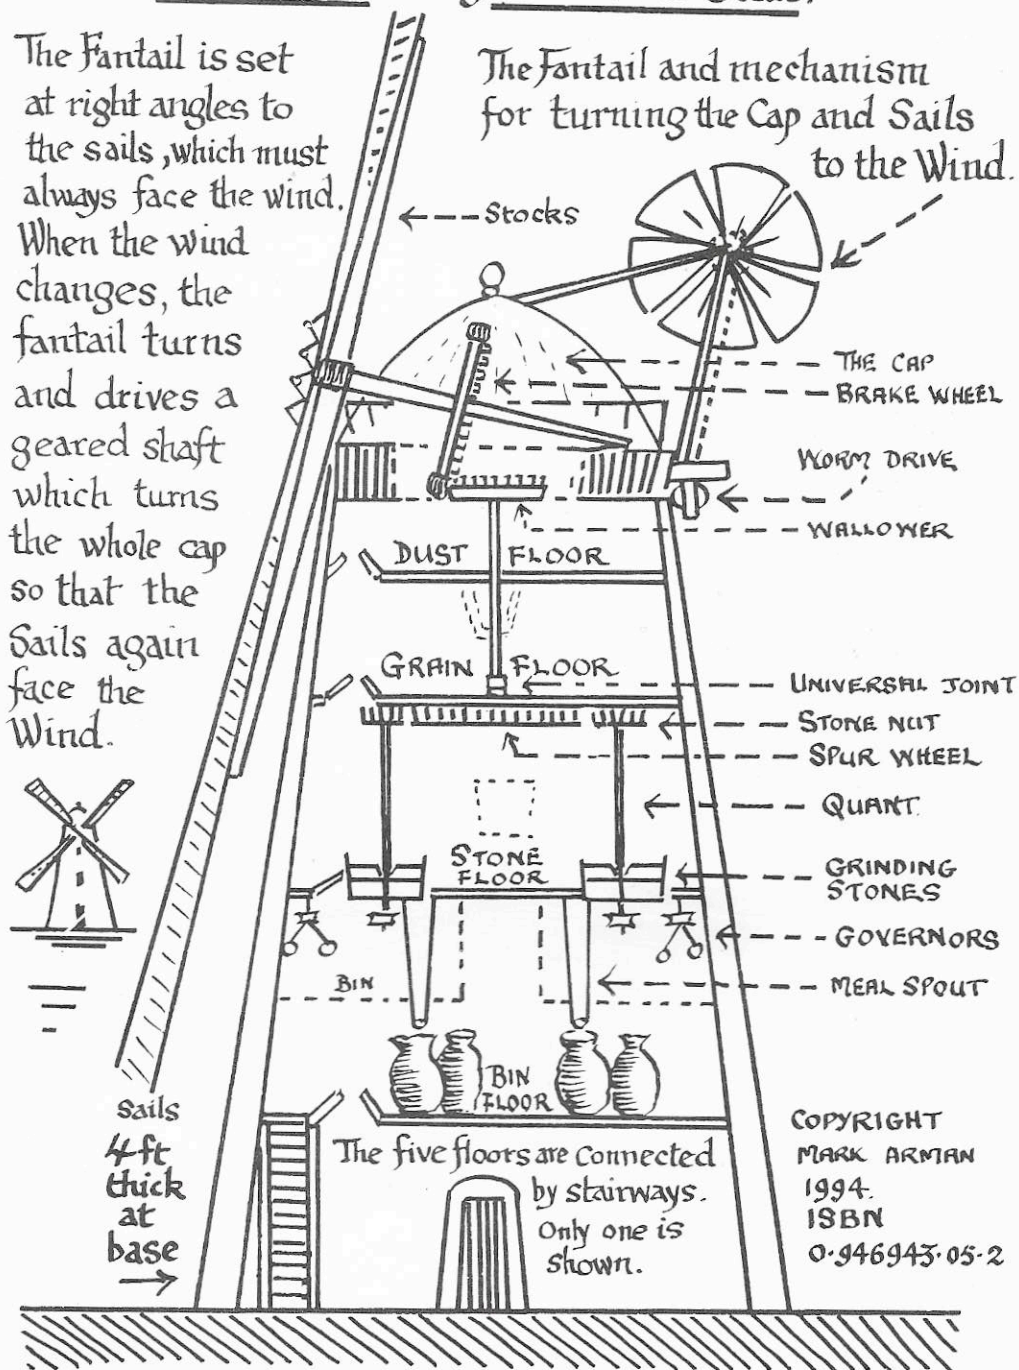 The Fantail is set
at right angles to
the sails, which must
always face the wind.
When the wind
changes, the
fantail turns
and drives a
geared shaft
which turns
the whole cap
so that the
Sails again
face the
Wind.
The Fantail and mechanism
for turning the Cap and Sails
to the Wind.
Stocks
THE CAP
BRAKE WHEEL
WORM DRIVE
WALLOWER
DUST FLOOR
GRAIN FLOOR
UNIVERSAL JOINT
STONE NUT
SPUR WHEEL
QUANT
STONE
FLOOR
GRINDING
STONES
GOVERNORS
BIN
MEAL SPOUT
BIN
FLOOR
Sails
4ft
thick
at
base
The five floors are connected
by stairways.
Only one is
shown.
COPYRIGHT
MARK ARMAN
1994.
ISBN
0·946943·05·2